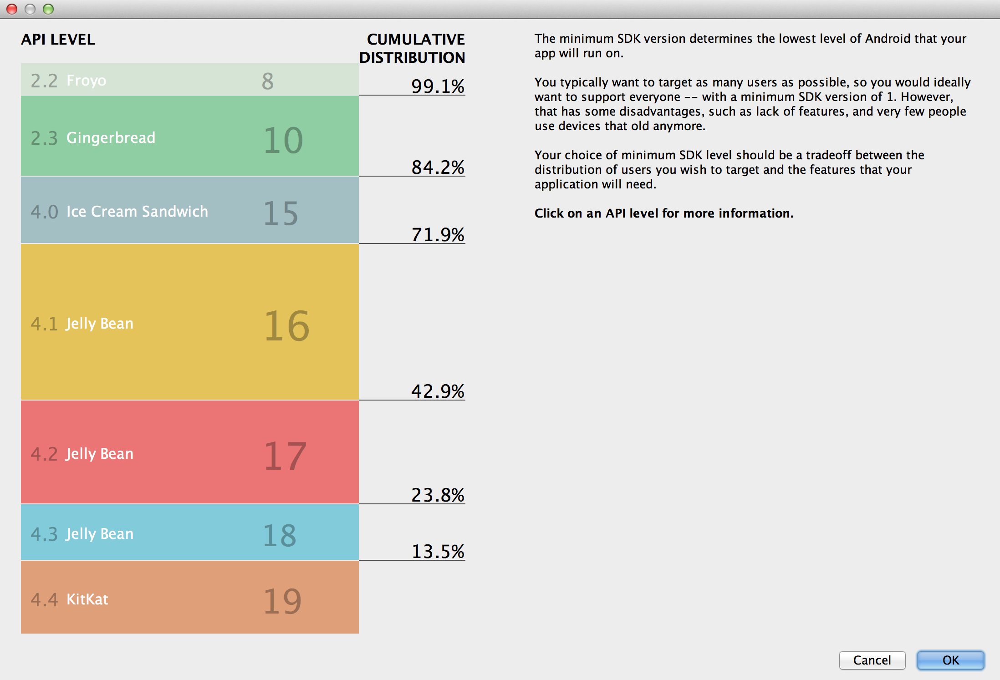 API LEVEL
CUMULATIVE
DISTRIBUTION
2.2 Froyo 8
99.1%
2.3 Gingerbread 10
84.2%
4.0 Ice Cream Sandwich 15
71.9%
4.1 Jelly Bean 16
42.9%
4.2 Jelly Bean 17
23.8%
4.3 Jelly Bean 18
13.5%
4.4 KitKat 19
The minimum SDK version determines the lowest level of Android that your
app will run on.
You typically want to target as many users as possible, so you would ideally
want to support everyone -- with a minimum SDK version of 1. However,
that has some disadvantages, such as lack of features, and very few people
use devices that old anymore.
Your choice of minimum SDK level should be a tradeoff between the
distribution of users you wish to target and the features that your
application will need.
Click on an API level for more information.
Cancel
OK